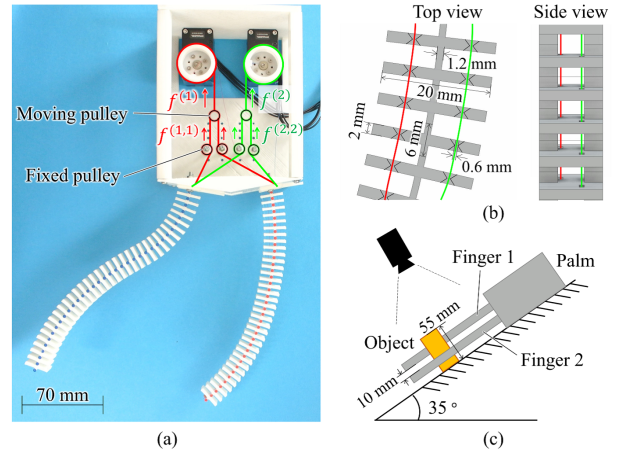 Moving pulley
Fixed pulley
f^(1)
f^(2)
f^(1,1)
f^(2,2)
70 mm
(a)
Top view
1.2 mm
20 mm
2 mm
6 mm
0.6 mm
Side view
(b)
Finger 1
Palm
55 mm
Object
Finger 2
10 mm
35 °
(c)